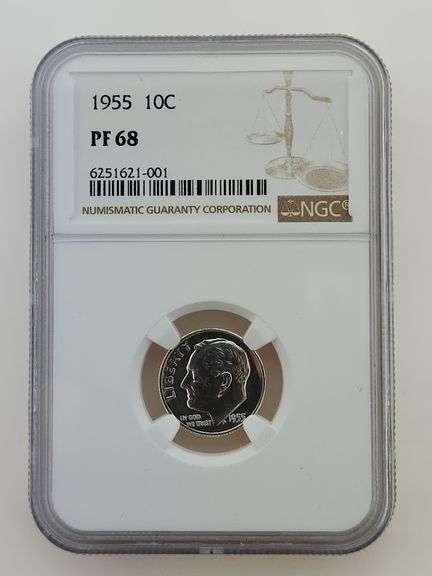 1955 10C
PF 68
6251621-001
NUMISMATIC GUARANTY CORPORATION
NGC®
LIBERTY
IN GOD
WE TRUST
1955